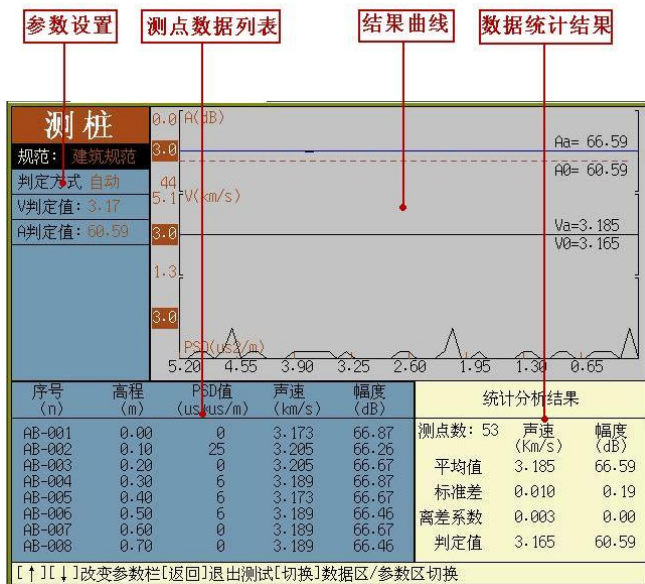 参数设置
测点数据列表
结果曲线
数据统计结果
测桩
规范: 建筑规范
判定方式 自动
V判定值: 3.17
A判定值: 60.59
0.0 A(dB)
3.0
44
Aa= 66.59
A0= 60.59
5.1 V(km/s)
3.0
1.3
Va=3.185
V0=3.165
3.0
PSD(us2/m)
5.20 4.55 3.90 3.25 2.60 1.95 1.30 0.65
序号 高程 PSD值 声速 幅度
(n) (m) (us*us/m) (km/s) (dB)
AB-001 0.00 0 3.173 66.87
AB-002 0.10 25 3.205 66.26
AB-003 0.20 0 3.205 66.67
AB-004 0.30 6 3.189 66.87
AB-005 0.40 6 3.173 66.67
AB-006 0.50 6 3.189 66.46
AB-007 0.60 0 3.189 66.67
AB-008 0.70 0 3.189 66.46
统计分析结果
测点数: 53 声速 幅度
(Km/s) (dB)
平均值 3.185 66.59
标准差 0.010 0.19
离差系数 0.003 0.00
判定值 3.165 60.59
[↑][↓]改变参数栏[返回]退出测试[切换]数据区/参数区切换